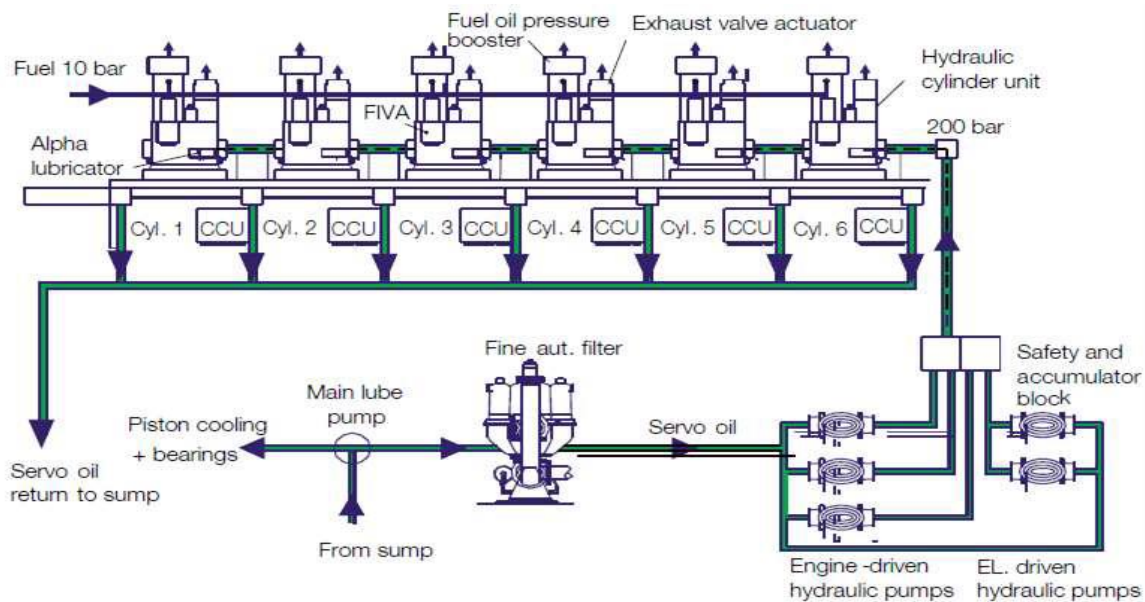 Fuel oil pressure
booster
Exhaust valve actuator
Fuel 10 bar
Hydraulic
cylinder unit
FIVA
200 bar
Alpha
lubricator
Cyl. 1
CCU
Cyl. 2
CCU
Cyl. 3
CCU
Cyl. 4
CCU
Cyl. 5
CCU
Cyl. 6
CCU
Fine aut. filter
Safety and
accumulator
block
Main lube
pump
Piston cooling
+ bearings
Servo oil
Servo oil
return to sump
From sump
Engine -driven
hydraulic pumps
EL. driven
hydraulic pumps